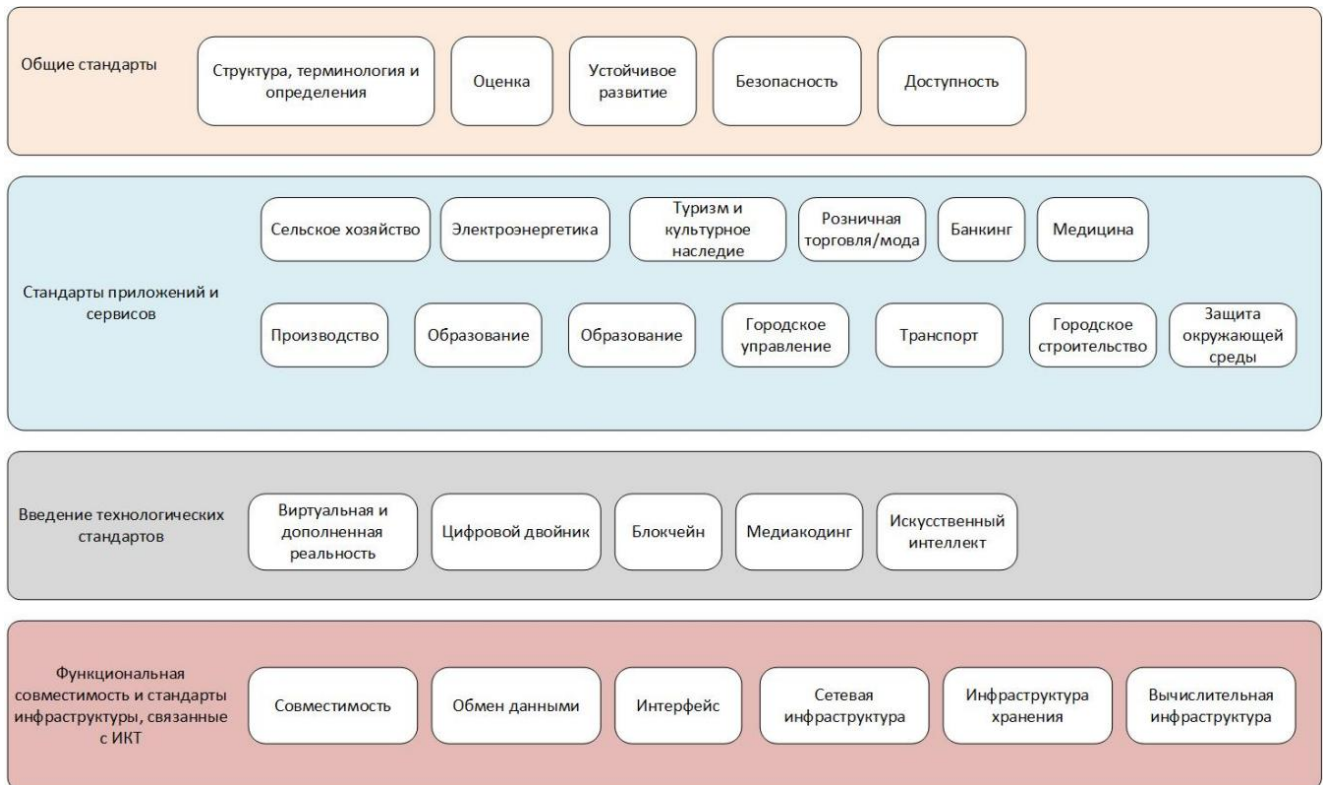 Общие стандарты
Структура, терминология и
определения
Оценка
Устойчивое
развитие
Безопасность
Доступность
Стандарты приложений и
сервисов
Сельское хозяйство
Электроэнергетика
Туризм и
культурное
наследие
Розничная
торговля/мода
Банкинг
Медицина
Производство
Образование
Образование
Городское
управление
Транспорт
Городское
строительство
Защита
окружающей
среды
Введение технологических
стандартов
Виртуальная и
дополненная
реальность
Цифровой двойник
Блокчейн
Медиакодинг
Искусственный
интеллект
Функциональная
совместимость и стандарты
инфраструктуры, связанные
с ИКТ
Совместимость
Обмен данными
Интерфейс
Сетевая
инфраструктура
Инфраструктура
хранения
Вычислительная
инфраструктура